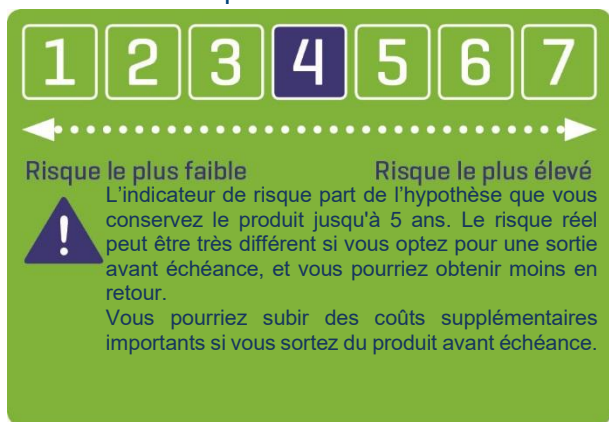 1 2 3 4 5 6 7
Risque le plus faible Risque le plus élevé
L'indicateur de risque part de l'hypothèse que vous
conservez le produit jusqu'à 5 ans. Le risque réel
peut être très différent si vous optez pour une sortie
avant échéance, et vous pourriez obtenir moins en
retour.
Vous pourriez subir des coûts supplémentaires
importants si vous sortez du produit avant échéance.